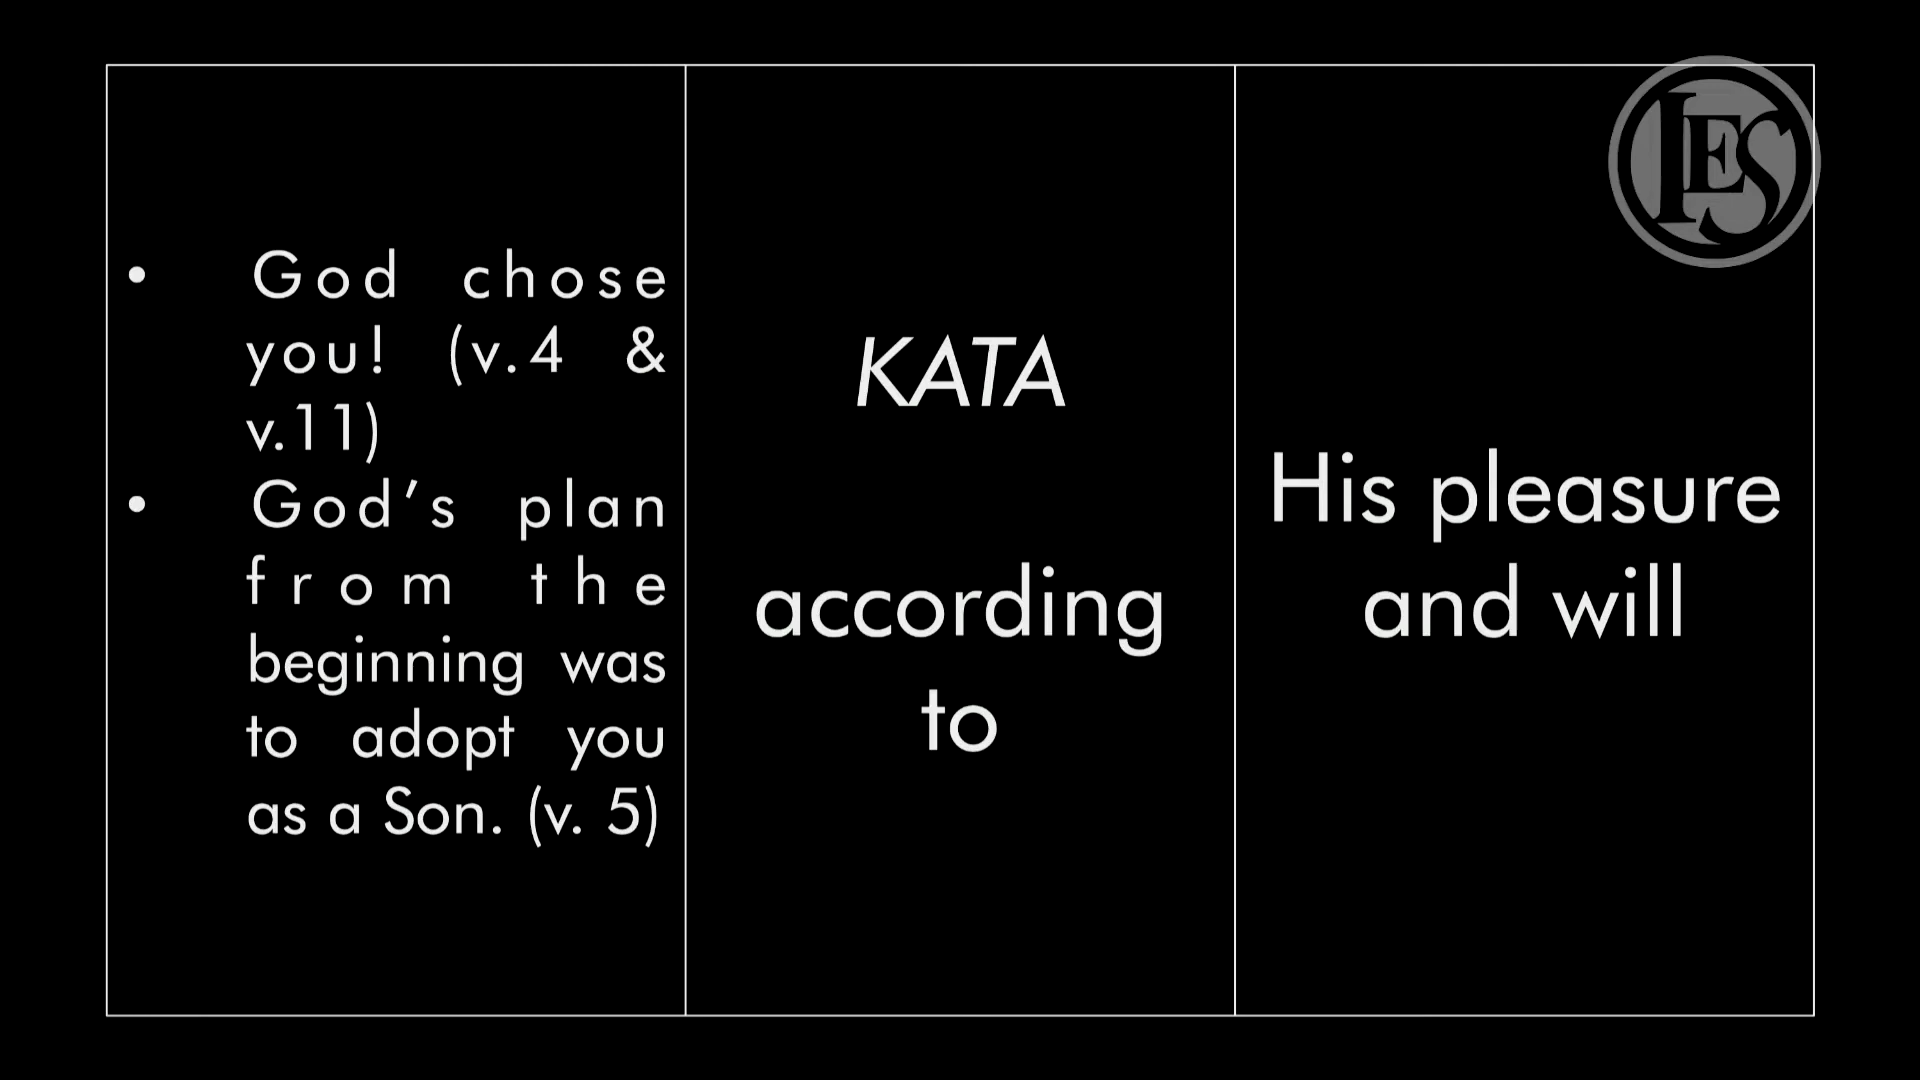 • God chose
you! (v.4 &
v.11)
• God’s plan
from the
beginning was
to adopt you
as a Son. (v. 5)
KATA
according
to
His pleasure
and will
IES